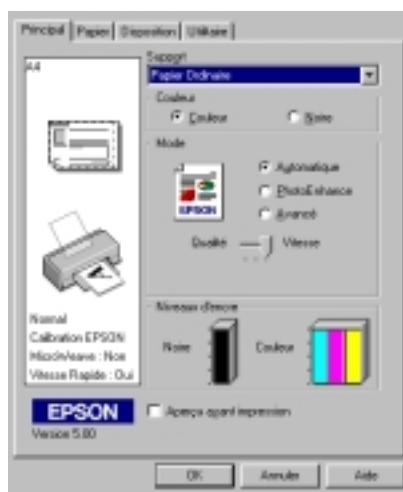 Principal Papier Disposition Utilitaire
A4
Support
Papier Ordinaire
Couleur
Couleur Noire
Mode
EPSON
Automatique
PhotoEnhance
Avancé
Qualité Vitesse
Niveaux d'encre
Noire Couleur
Normal
Calibration EPSON
MicroWeave : Non
Vitesse Rapide : Oui
EPSON
Version 5.00
Aperçu avant impression
OK Annuler Aide